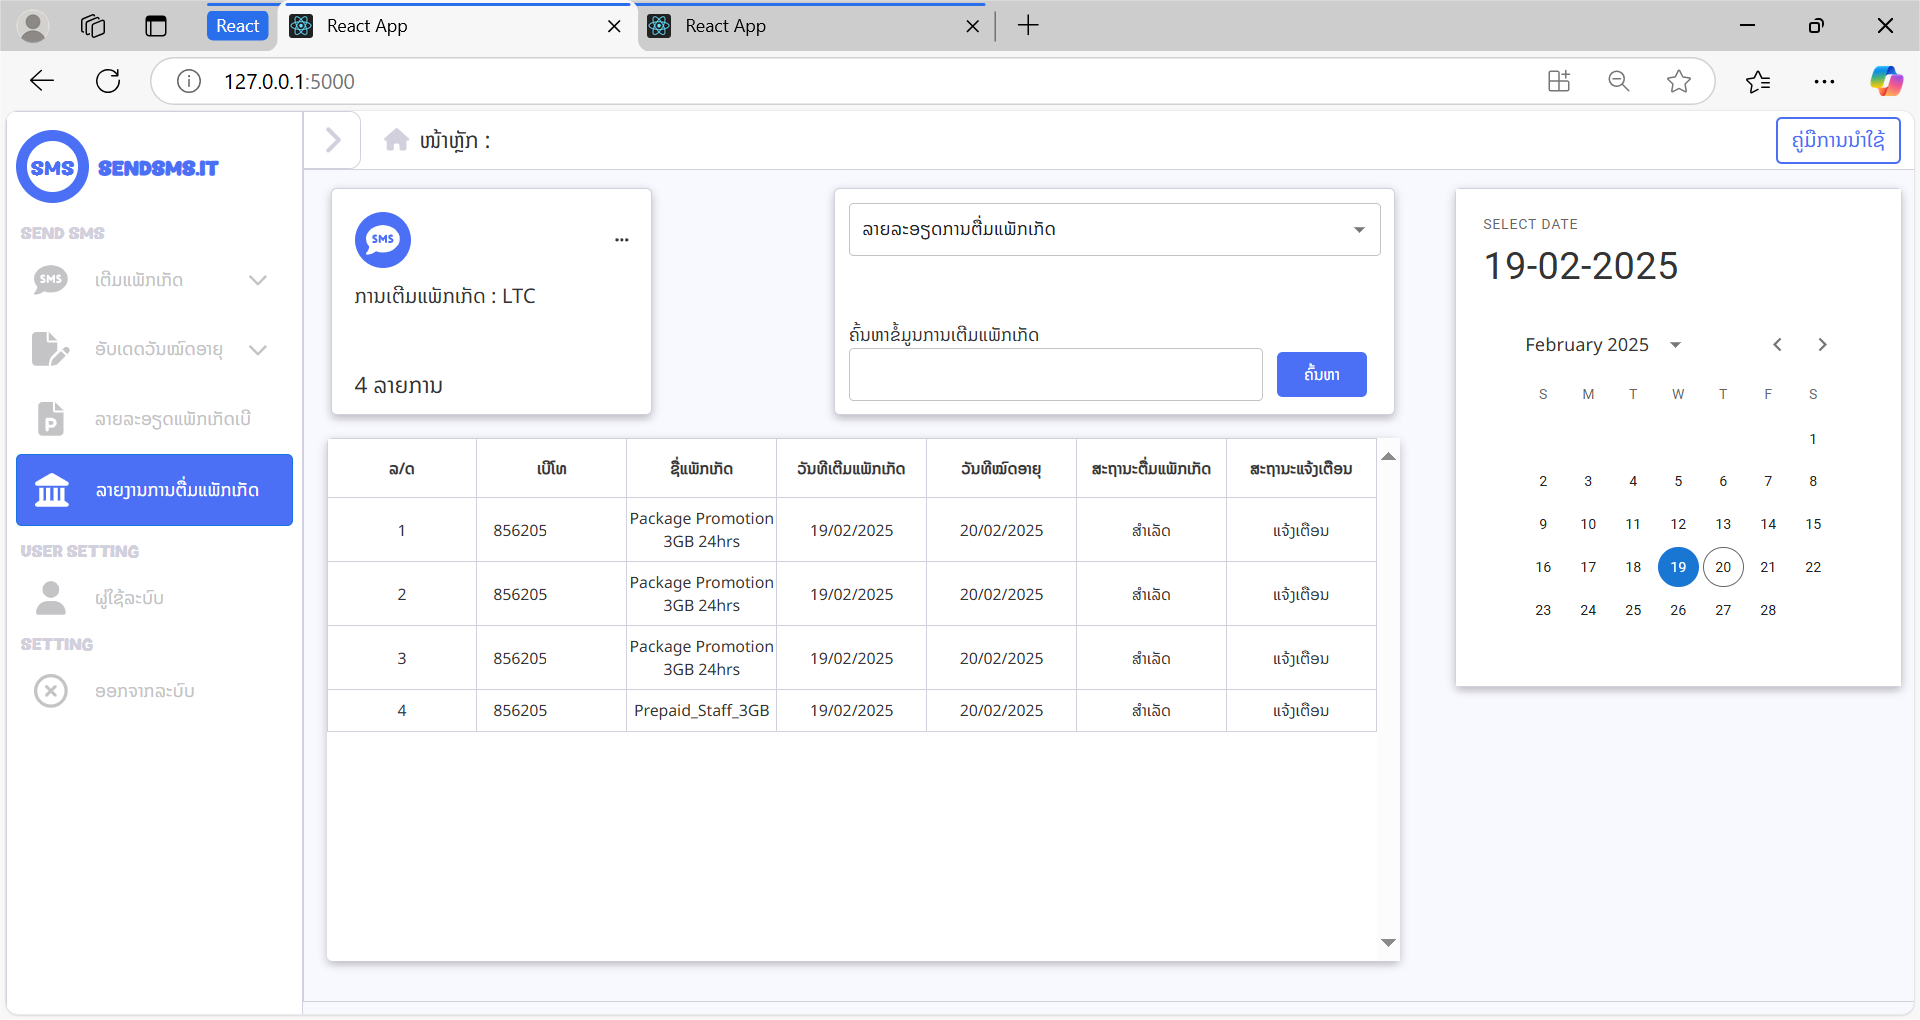 React
React App
React App
127.0.0.1:5000
SMS
SENDSMS.IT
ໜ້າຫຼັກ :
ຄູ່ມືການນຳໃຊ້
SEND SMS
SMS
ເຕີມແພັກເກັດ
ອັບເດດວັນໝົດອາຍຸ
P
ລາຍລະອຽດແພັກເກັດເບີ
ລາຍງານການຕື່ມແພັກເກັດ
USER SETTING
ຜູ້ໃຊ້ລະບົບ
SETTING
ອອກຈາກລະບົບ
SMS
ການເຕີມແພັກເກັດ : LTC
4 ລາຍການ
ລາຍລະອຽດການຕື່ມແພັກເກັດ
ຄົ້ນຫາຂໍ້ມູນການເຕີມແພັກເກັດ
ຄົ້ນຫາ
ລ/ດ ເບີໂທ ຊື່ແພັກເກັດ ວັນທີເຕີມແພັກເກັດ ວັນທີໝົດອາຍຸ ສະຖານະຕື່ມແພັກເກັດ ສະຖານະແຈ້ງເຕືອນ
1 856205 Package Promotion 3GB 24hrs 19/02/2025 20/02/2025 ສຳເລັດ ແຈ້ງເຕືອນ
2 856205 Package Promotion 3GB 24hrs 19/02/2025 20/02/2025 ສຳເລັດ ແຈ້ງເຕືອນ
3 856205 Package Promotion 3GB 24hrs 19/02/2025 20/02/2025 ສຳເລັດ ແຈ້ງເຕືອນ
4 856205 Prepaid_Staff_3GB 19/02/2025 20/02/2025 ສຳເລັດ ແຈ້ງເຕືອນ
SELECT DATE
19-02-2025
February 2025
S M T W T F S
1
2 3 4 5 6 7 8
9 10 11 12 13 14 15
16 17 18 19 20 21 22
23 24 25 26 27 28